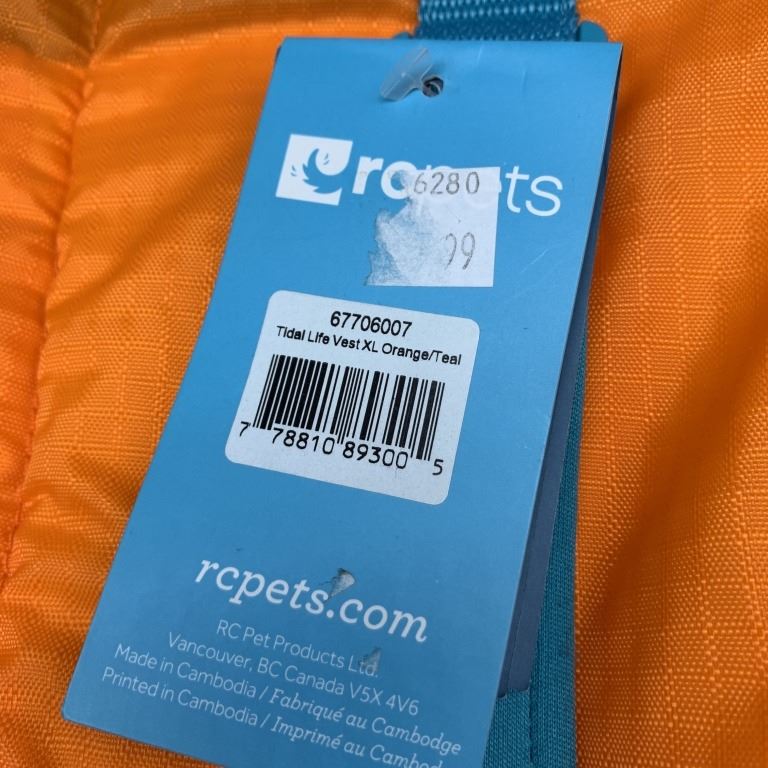 rcpets
6280
99
67706007
Tidal Life Vest XL Orange/Teal
7 78810 89300 5
rcpets.com
RC Pet Products Ltd.
Vancouver, BC Canada V5X 4V6
Made in Cambodia / Fabriqué au Cambodge
Printed in Cambodia / Imprimé au